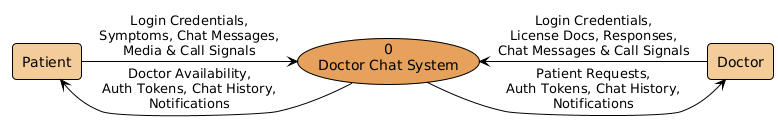 Login Credentials,
Symptoms, Chat Messages,
Media & Call Signals
Login Credentials,
License Docs, Responses,
Chat Messages & Call Signals
Patient
0
Doctor Chat System
Doctor
Doctor Availability,
Auth Tokens, Chat History,
Notifications
Patient Requests,
Auth Tokens, Chat History,
Notifications